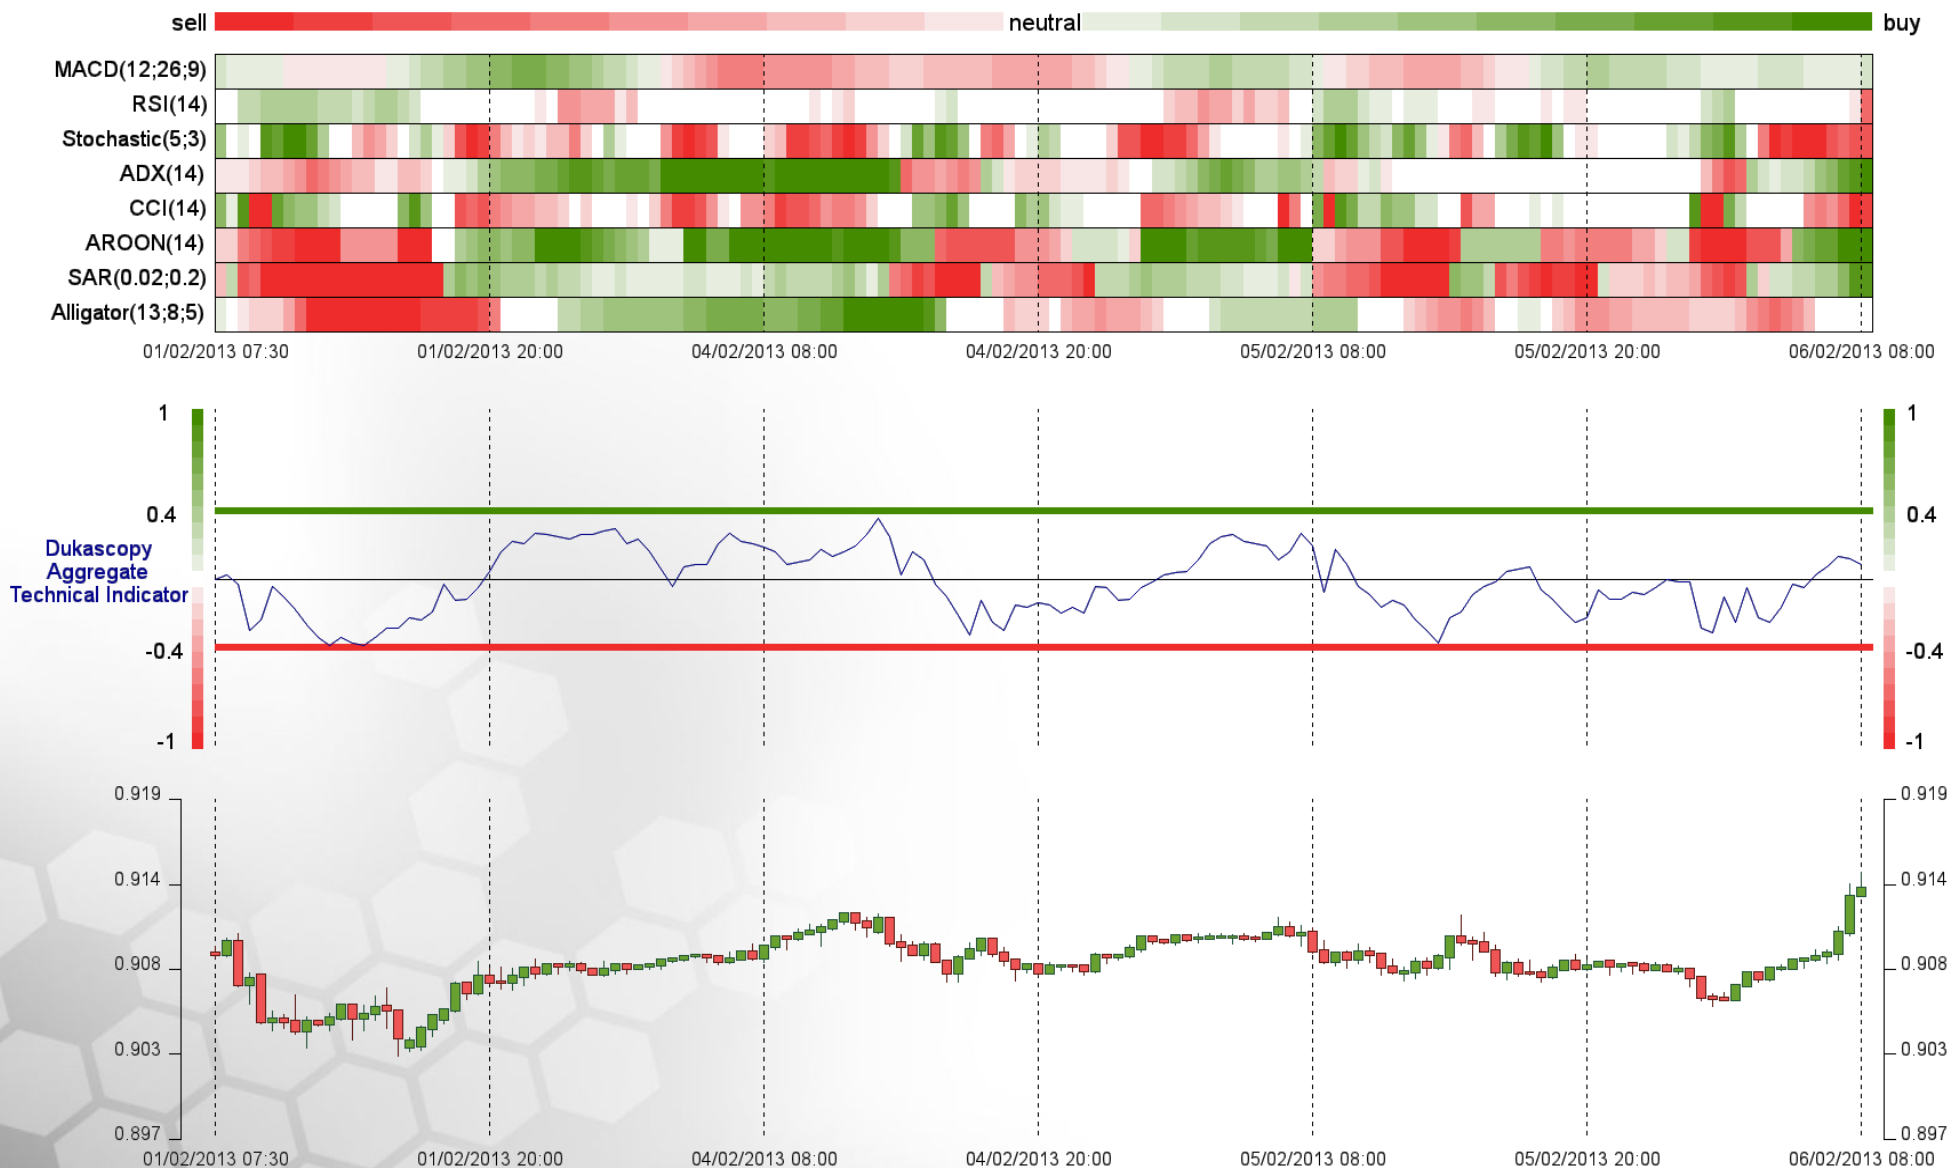 sell neutral buy
MACD(12;26;9)
RSI(14)
Stochastic(5;3)
ADX(14)
CCI(14)
AROON(14)
SAR(0.02;0.2)
Alligator(13;8;5)
01/02/2013 07:30 01/02/2013 20:00 04/02/2013 08:00 04/02/2013 20:00 05/02/2013 08:00 05/02/2013 20:00 06/02/2013 08:00
1 1
0.4 0.4
Dukascopy
Aggregate
Technical Indicator
-0.4 -0.4
-1 -1
0.919 0.919
0.914 0.914
0.908 0.908
0.903 0.903
0.897 0.897
01/02/2013 07:30 01/02/2013 20:00 04/02/2013 08:00 04/02/2013 20:00 05/02/2013 08:00 05/02/2013 20:00 06/02/2013 08:00